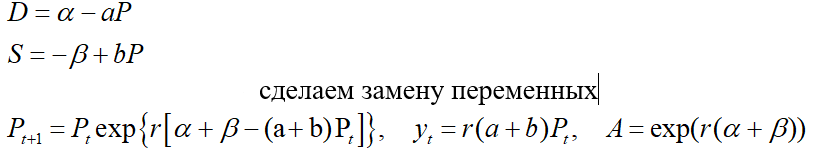 D = α − aP
S = −β + bP
сделаем замену переменных
P_{t+1} = P_t exp{r[α + β − (a + b)P_t]}, y_t = r(a + b)P_t, A = exp(r(α + β))